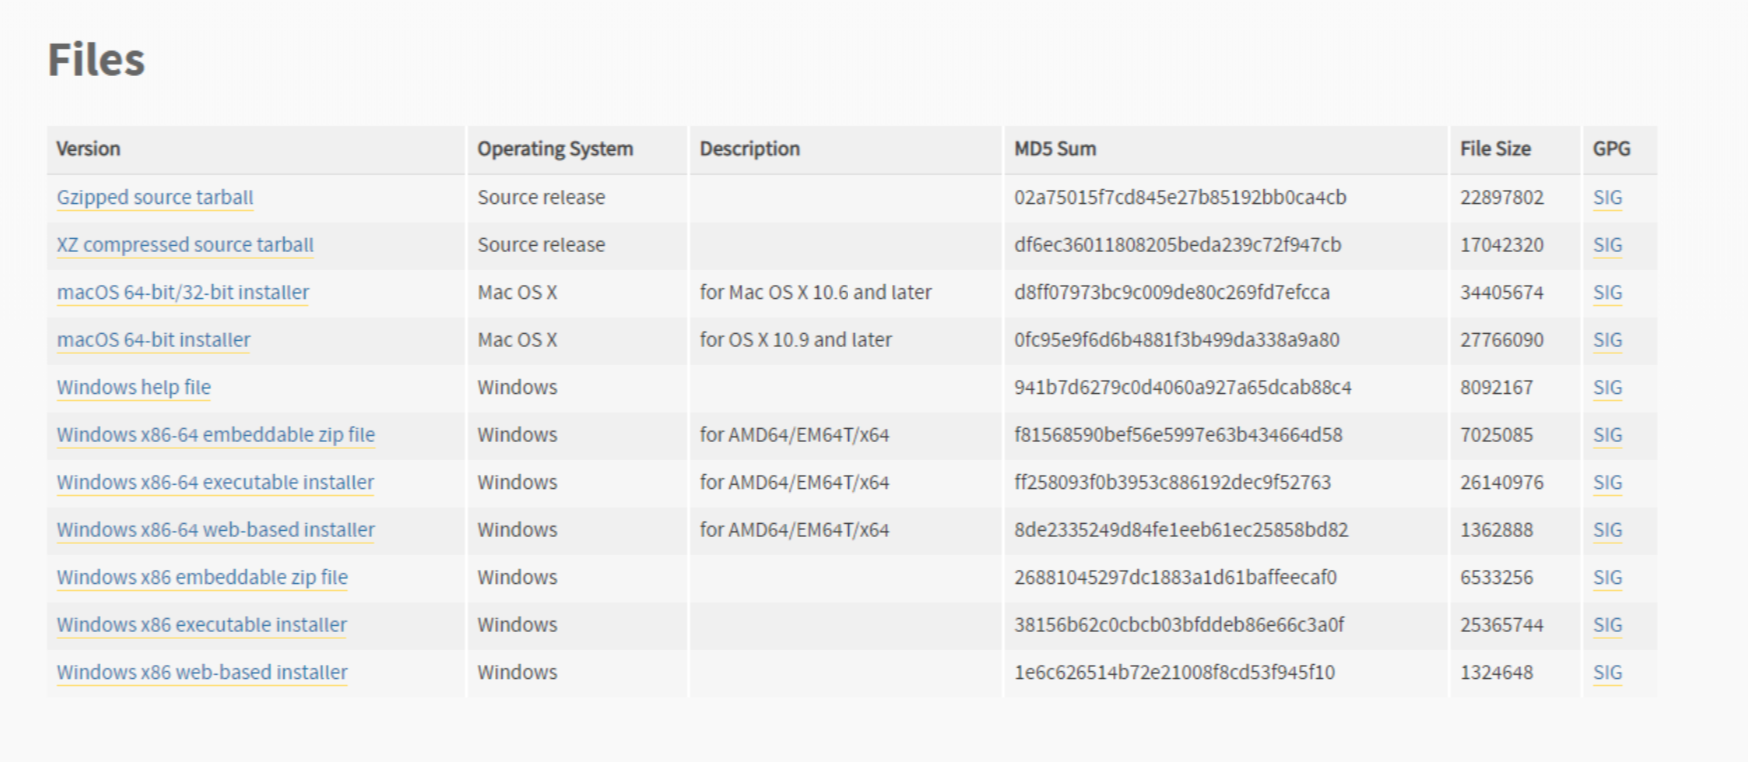 Files
Version Operating System Description MD5 Sum File Size GPG
Gzipped source tarball Source release 02a75015f7cd845e27b85192bb0ca4cb 22897802 SIG
XZ compressed source tarball Source release df6ec36011808205beda239c72f947cb 17042320 SIG
macOS 64-bit/32-bit installer Mac OS X for Mac OS X 10.6 and later d8ff07973bc9c009de80c269fd7efcca 34405674 SIG
macOS 64-bit installer Mac OS X for OS X 10.9 and later 0fc95e9f6d6b4881f3b499da338a9a80 27766090 SIG
Windows help file Windows 941b7d6279c0d4060a927a65dcab88c4 8092167 SIG
Windows x86-64 embeddable zip file Windows for AMD64/EM64T/x64 f81568590bef56e5997e63b434664d58 7025085 SIG
Windows x86-64 executable installer Windows for AMD64/EM64T/x64 ff258093f0b3953c886192dec9f52763 26140976 SIG
Windows x86-64 web-based installer Windows for AMD64/EM64T/x64 8de2335249d84fe1eeb61ec25858bd82 1362888 SIG
Windows x86 embeddable zip file Windows 26881045297dc1883a1d61baffeecaf0 6533256 SIG
Windows x86 executable installer Windows 38156b62c0cbcb03bfddeb86e66c3a0f 25365744 SIG
Windows x86 web-based installer Windows 1e6c626514b72e21008f8cd53f945f10 1324648 SIG